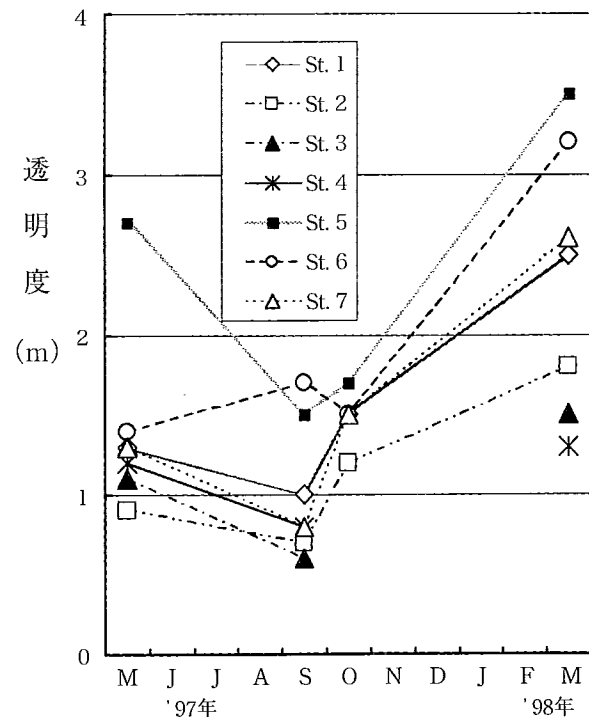 4
3
2
1
0
透
明
度
(m)
St. 1
St. 2
St. 3
St. 4
St. 5
St. 6
St. 7
M J J A S O N D J F M
'97年 '98年